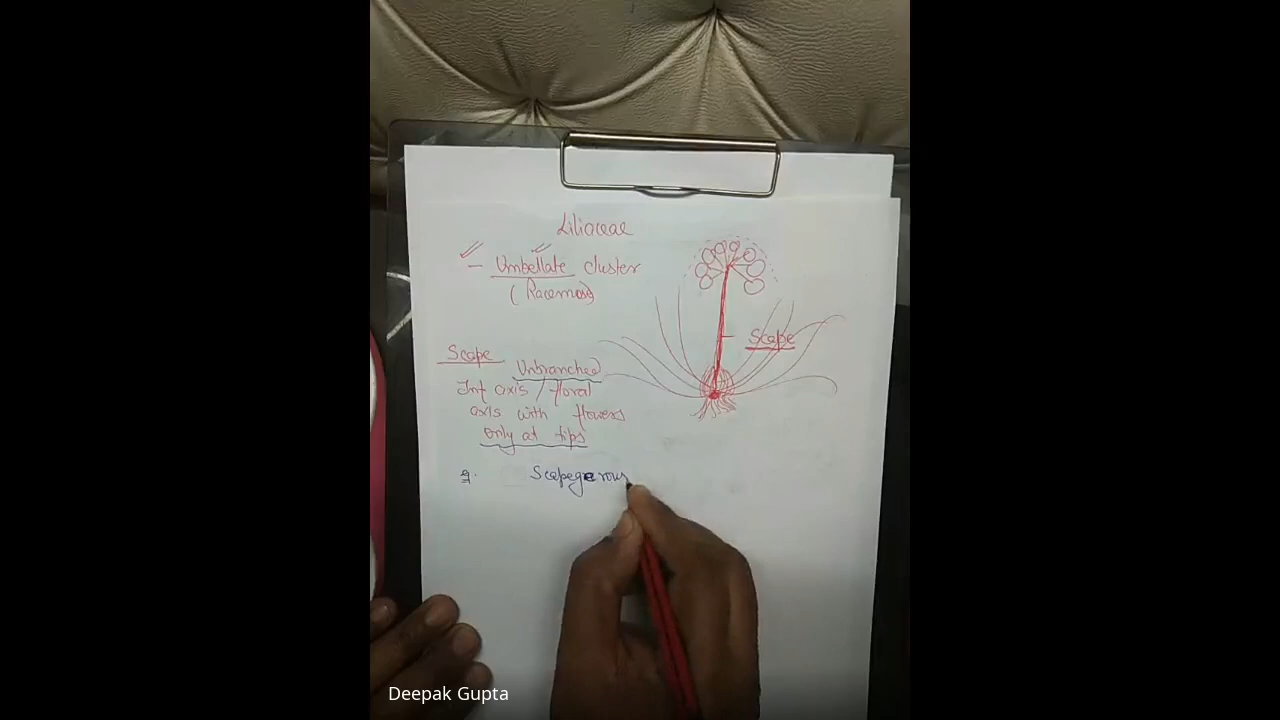 Liliaceae
- Umbellate cluster
(Racemose)
Scape
Scape
Unbranched
Inf axis / floral
axis with flowers
only at tips
eg. Scapegerous
Deepak Gupta